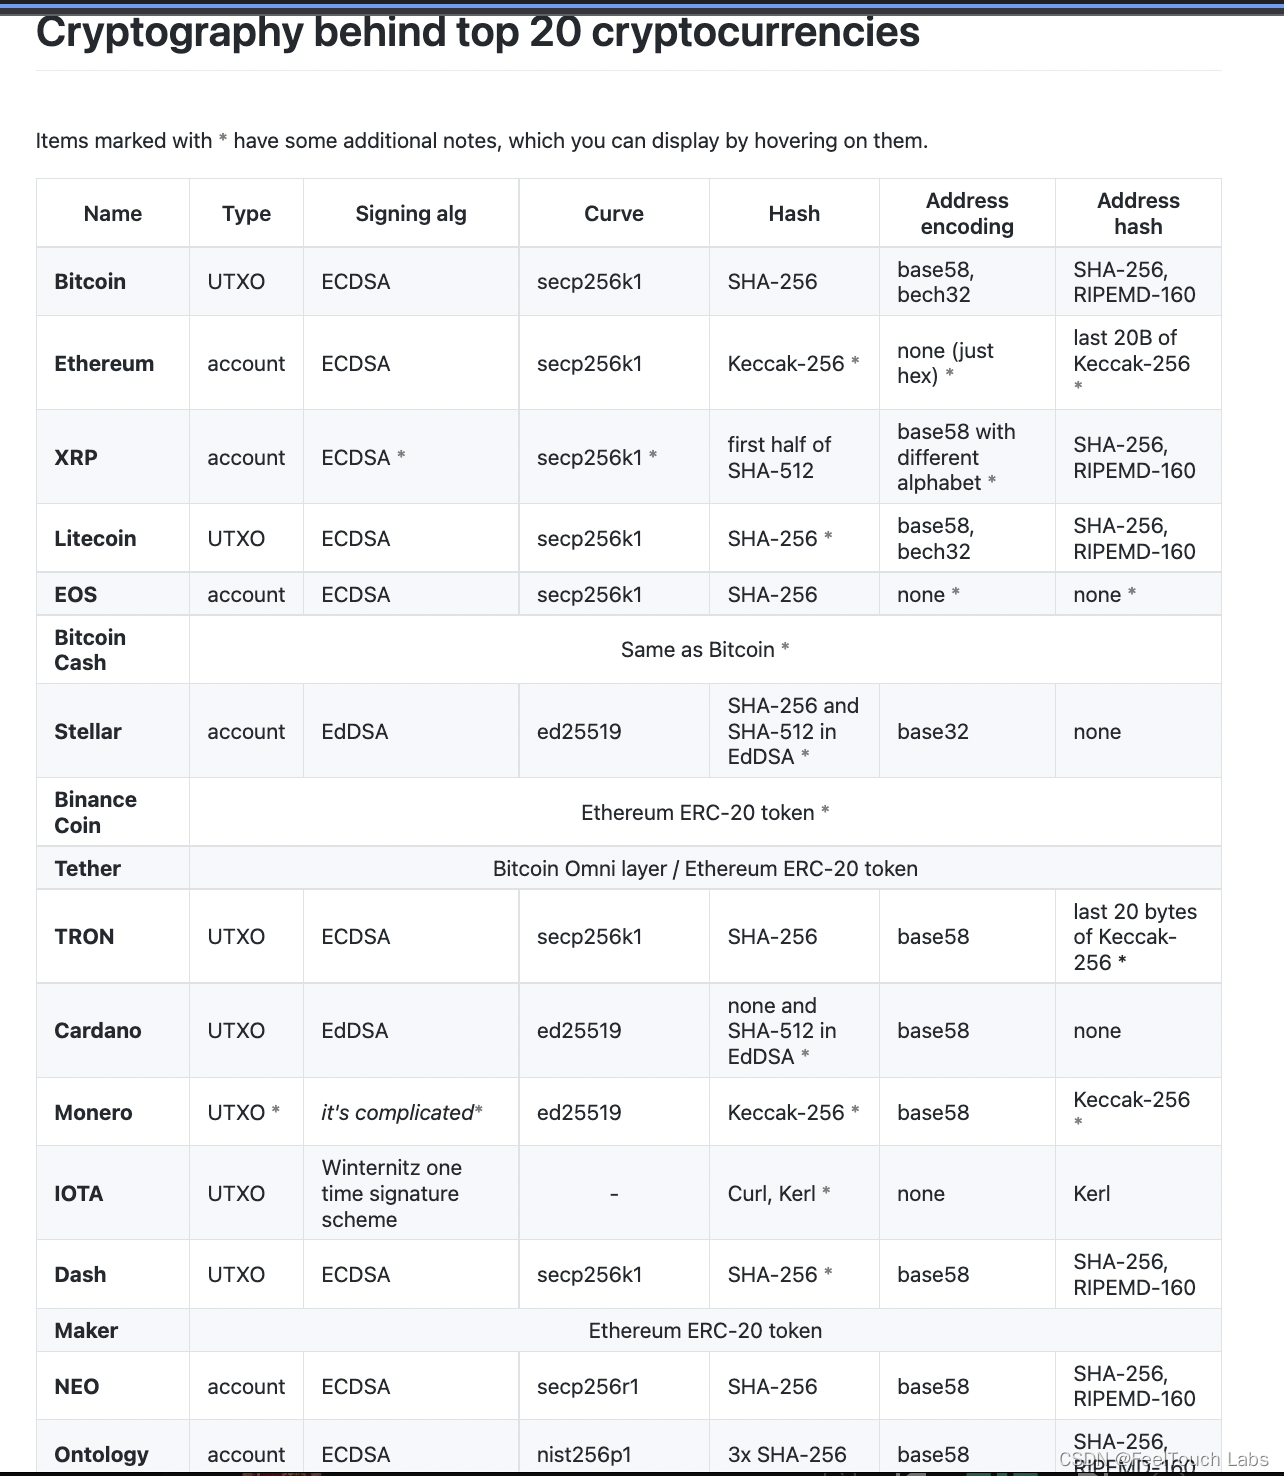 Cryptography behind top 20 cryptocurrencies
Items marked with * have some additional notes, which you can display by hovering on them.
Name Type Signing alg Curve Hash Address encoding Address hash
Bitcoin UTXO ECDSA secp256k1 SHA-256 base58, bech32 SHA-256, RIPEMD-160
Ethereum account ECDSA secp256k1 Keccak-256 * none (just hex) * last 20B of Keccak-256 *
XRP account ECDSA * secp256k1 * first half of SHA-512 base58 with different alphabet * SHA-256, RIPEMD-160
Litecoin UTXO ECDSA secp256k1 SHA-256 * base58, bech32 SHA-256, RIPEMD-160
EOS account ECDSA secp256k1 SHA-256 none * none *
Bitcoin Cash Same as Bitcoin *
Stellar account EdDSA ed25519 SHA-256 and SHA-512 in EdDSA * base32 none
Binance Coin Ethereum ERC-20 token *
Tether Bitcoin Omni layer / Ethereum ERC-20 token
TRON UTXO ECDSA secp256k1 SHA-256 base58 last 20 bytes of Keccak-256 *
Cardano UTXO EdDSA ed25519 none and SHA-512 in EdDSA * base58 none
Monero UTXO * it's complicated* ed25519 Keccak-256 * base58 Keccak-256 *
IOTA UTXO Winternitz one time signature scheme - Curl, Kerl * none Kerl
Dash UTXO ECDSA secp256k1 SHA-256 * base58 SHA-256, RIPEMD-160
Maker Ethereum ERC-20 token
NEO account ECDSA secp256r1 SHA-256 base58 SHA-256, RIPEMD-160
Ontology account ECDSA nist256p1 3x SHA-256 base58 SHA-256, RIPEMD-160
CSDN @FeelTouch Labs